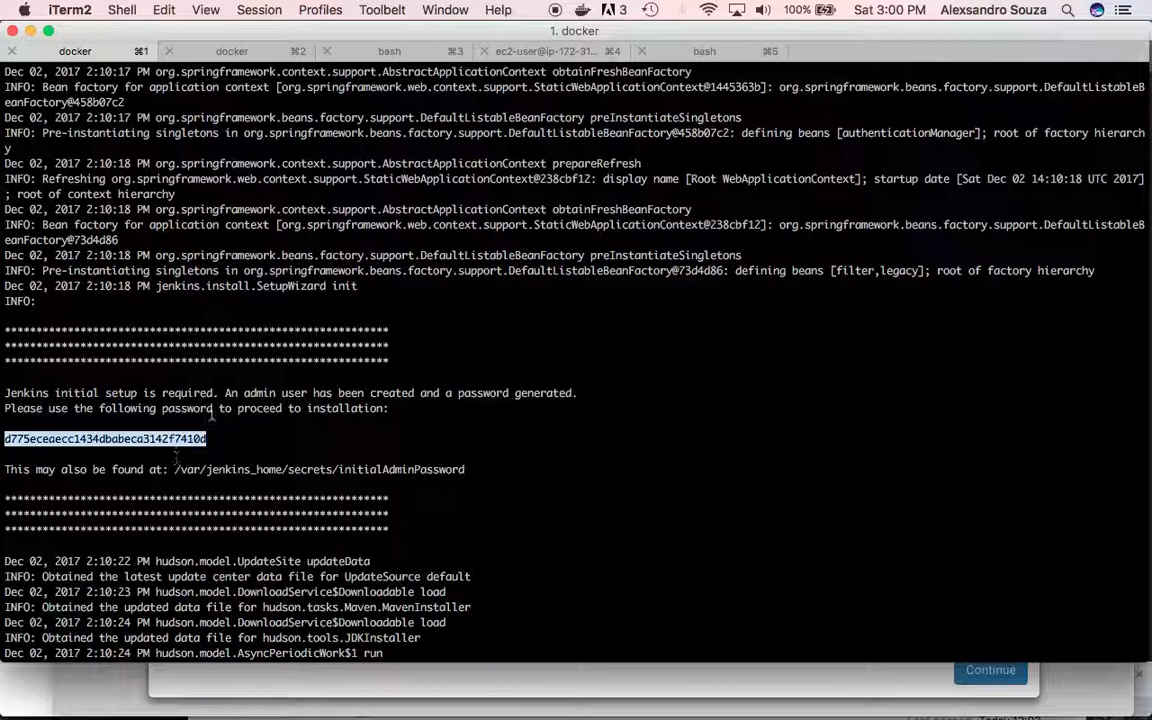 iTerm2 Shell Edit View Session Profiles Toolbelt Window Help 3 100% Sat 3:00 PM Alexsandro Souza
1. docker
docker ⌘1 docker ⌘2 bash ⌘3 ec2-user@ip-172-31... ⌘4 bash ⌘5
Dec 02, 2017 2:10:17 PM org.springframework.context.support.AbstractApplicationContext obtainFreshBeanFactory
INFO: Bean factory for application context [org.springframework.web.context.support.StaticWebApplicationContext@1445363b]: org.springframework.beans.factory.support.DefaultListableB
eanFactory@458b07c2
Dec 02, 2017 2:10:17 PM org.springframework.beans.factory.support.DefaultListableBeanFactory preInstantiateSingletons
INFO: Pre-instantiating singletons in org.springframework.beans.factory.support.DefaultListableBeanFactory@458b07c2: defining beans [authenticationManager]; root of factory hierarch
y
Dec 02, 2017 2:10:18 PM org.springframework.context.support.AbstractApplicationContext prepareRefresh
INFO: Refreshing org.springframework.web.context.support.StaticWebApplicationContext@238cbf12: display name [Root WebApplicationContext]; startup date [Sat Dec 02 14:10:18 UTC 2017]
; root of context hierarchy
Dec 02, 2017 2:10:18 PM org.springframework.context.support.AbstractApplicationContext obtainFreshBeanFactory
INFO: Bean factory for application context [org.springframework.web.context.support.StaticWebApplicationContext@238cbf12]: org.springframework.beans.factory.support.DefaultListableB
eanFactory@73d4d86
Dec 02, 2017 2:10:18 PM org.springframework.beans.factory.support.DefaultListableBeanFactory preInstantiateSingletons
INFO: Pre-instantiating singletons in org.springframework.beans.factory.support.DefaultListableBeanFactory@73d4d86: defining beans [filter,legacy]; root of factory hierarchy
Dec 02, 2017 2:10:18 PM jenkins.install.SetupWizard init
INFO:
*************************************************************
*************************************************************
*************************************************************
Jenkins initial setup is required. An admin user has been created and a password generated.
Please use the following password to proceed to installation:
d775eceaecc1434dbabeca3142f7410d
This may also be found at: /var/jenkins_home/secrets/initialAdminPassword
*************************************************************
*************************************************************
*************************************************************
Dec 02, 2017 2:10:22 PM hudson.model.UpdateSite updateData
INFO: Obtained the latest update center data file for UpdateSource default
Dec 02, 2017 2:10:23 PM hudson.model.DownloadService$Downloadable load
INFO: Obtained the updated data file for hudson.tasks.Maven.MavenInstaller
Dec 02, 2017 2:10:24 PM hudson.model.DownloadService$Downloadable load
INFO: Obtained the updated data file for hudson.tools.JDKInstaller
Dec 02, 2017 2:10:24 PM hudson.model.AsyncPeriodicWork$1 run
Continue